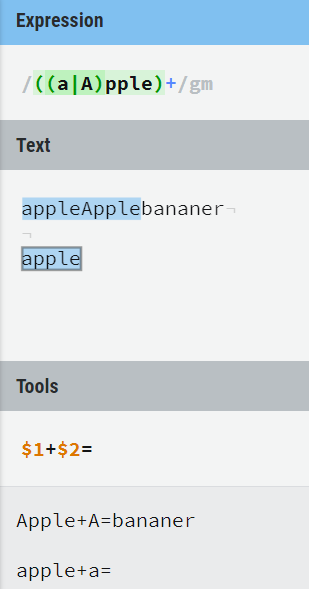 Expression
/((a|A)pple)+/gm
Text
appleApplebananer¬
¬
apple
Tools
$1+$2=
Apple+A=bananer
apple+a=